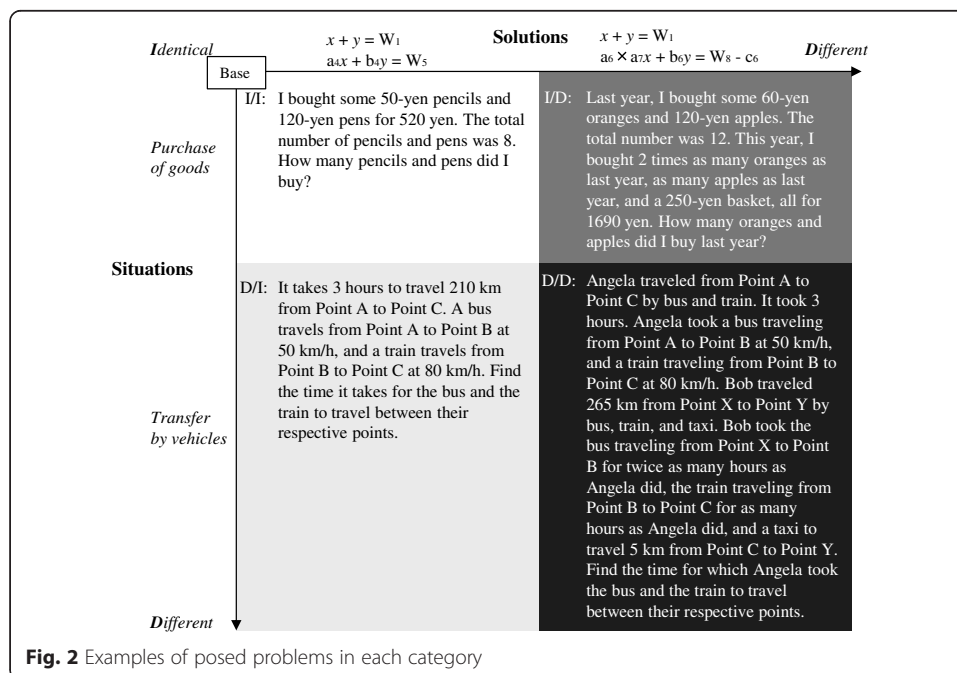 Solutions
x + y = W₁
a₄x + b₄y = W₅
x + y = W₁
a₆ × a₇x + b₆y = W₈ - c₆
Identical
Different
Base
Purchase
of goods
I/I: I bought some 50-yen pencils and
120-yen pens for 520 yen. The total
number of pencils and pens was 8.
How many pencils and pens did I
buy?
I/D: Last year, I bought some 60-yen
oranges and 120-yen apples. The
total number was 12. This year, I
bought 2 times as many oranges as
last year, as many apples as last
year, and a 250-yen basket, all for
1690 yen. How many oranges and
apples did I buy last year?
Situations
Transfer
by vehicles
D/I: It takes 3 hours to travel 210 km
from Point A to Point C. A bus
travels from Point A to Point B at
50 km/h, and a train travels from
Point B to Point C at 80 km/h. Find
the time it takes for the bus and the
train to travel between their
respective points.
D/D: Angela traveled from Point A to
Point C by bus and train. It took 3
hours. Angela took a bus traveling
from Point A to Point B at 50 km/h,
and a train traveling from Point B to
Point C at 80 km/h. Bob traveled
265 km from Point X to Point Y by
bus, train, and taxi. Bob took the
bus traveling from Point X to Point
B for twice as many hours as
Angela did, the train traveling from
Point B to Point C for as many
hours as Angela did, and a taxi to
travel 5 km from Point C to Point Y.
Find the time for which Angela took
the bus and the train to travel
between their respective points.
Different
Fig. 2 Examples of posed problems in each category